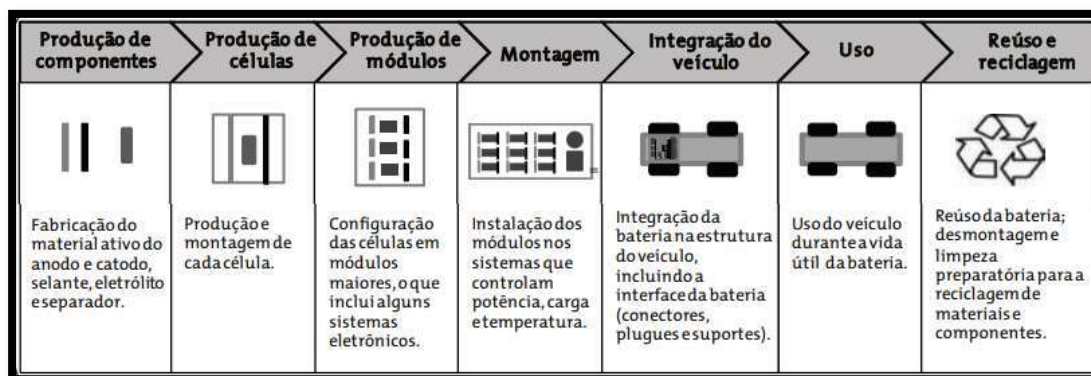 Produção de
componentes
Produção de
células
Produção de
módulos
Montagem
Integração do
veículo
Uso
Reúso e
reciclagem
Fabricação do
material ativo do
anodo e catodo,
selante, eletrólito
e separador.
Produção e
montagem de
cada célula.
Configuração
das células em
módulos
maiores, o que
inclui alguns
sistemas
eletrônicos.
Instalação dos
módulos nos
sistemas que
controlam
potência, carga
e temperatura.
Integração da
bateria na estrutura
do veículo,
incluindo a
interface da bateria
(conectores,
plugues e suportes).
Uso do veículo
durante a vida
útil da bateria.
Reúso da bateria;
desmontagem e
limpeza
preparatória para a
reciclagem de
materiais e
componentes.